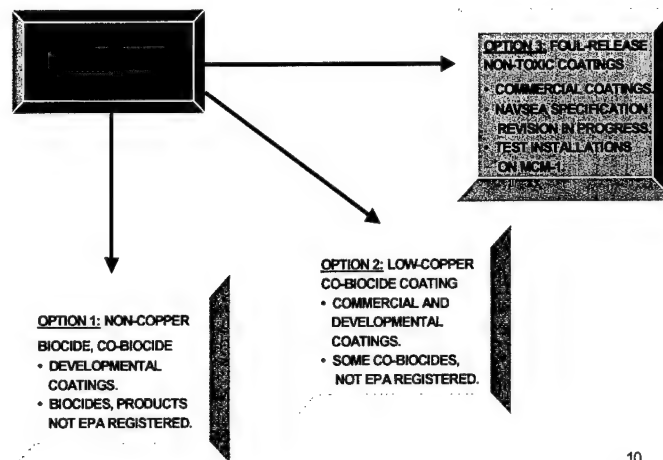 OPTION 3: FOUL-RELEASE
NON-TOXIC COATINGS
• COMMERCIAL COATINGS.
• NAVSEA SPECIFICATION
REVISION IN PROGRESS.
• TEST INSTALLATIONS
ON MCM-1
OPTION 2: LOW-COPPER
CO-BIOCIDE COATING
• COMMERCIAL AND
DEVELOPMENTAL
COATINGS.
• SOME CO-BIOCIDES,
NOT EPA REGISTERED.
OPTION 1: NON-COPPER
BIOCIDE, CO-BIOCIDE
• DEVELOPMENTAL
COATINGS.
• BIOCIDES, PRODUCTS
NOT EPA REGISTERED.
10